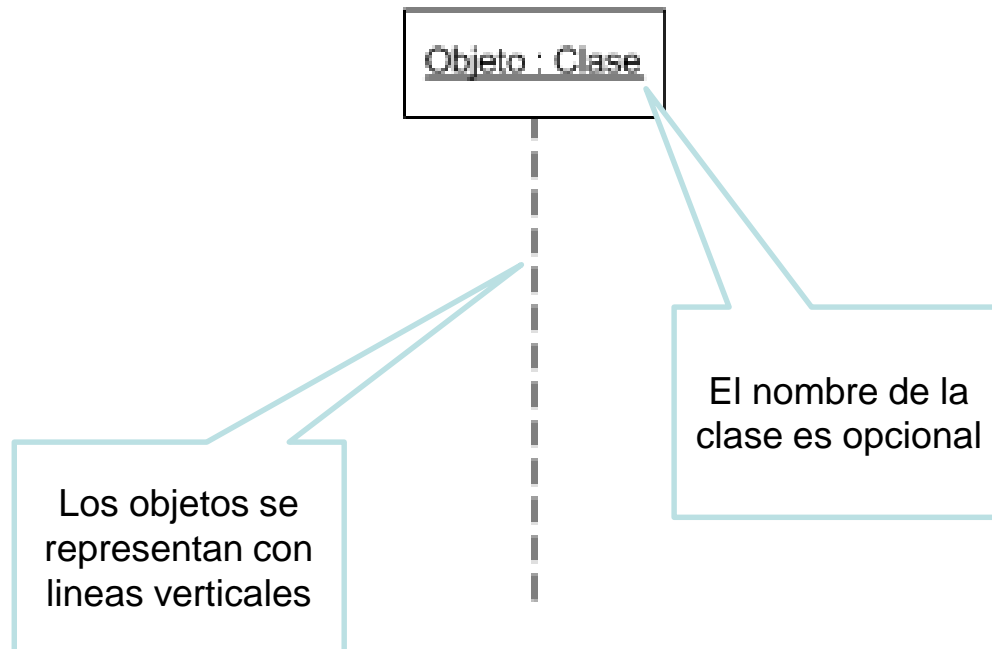 Objeto : Clase
El nombre de la
clase es opcional
Los objetos se
representan con
lineas verticales